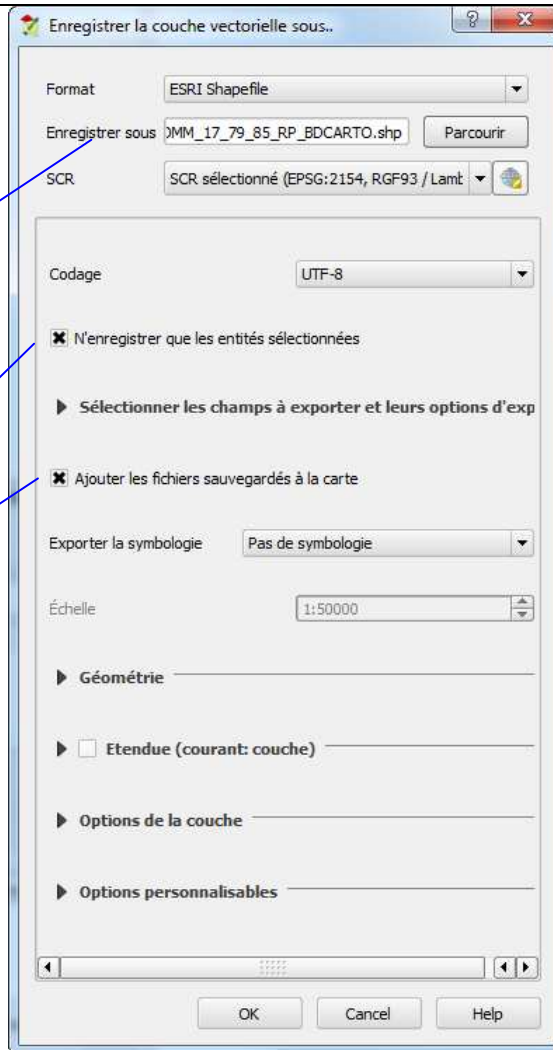 Enregistrer la couche vectorielle sous..
Format ESRI Shapefile
Enregistrer sous OMM_17_79_85_RP_BDCARTO.shp Parcourir
SCR SCR sélectionné (EPSG:2154, RGF93 / Lamb
Codage UTF-8
N'enregistrer que les entités sélectionnées
Sélectionner les champs à exporter et leurs options d'exp
Ajouter les fichiers sauvegardés à la carte
Exporter la symbologie Pas de symbologie
Échelle 1:50000
Géométrie
Etendue (courant: couche)
Options de la couche
Options personnalisables
OK Cancel Help